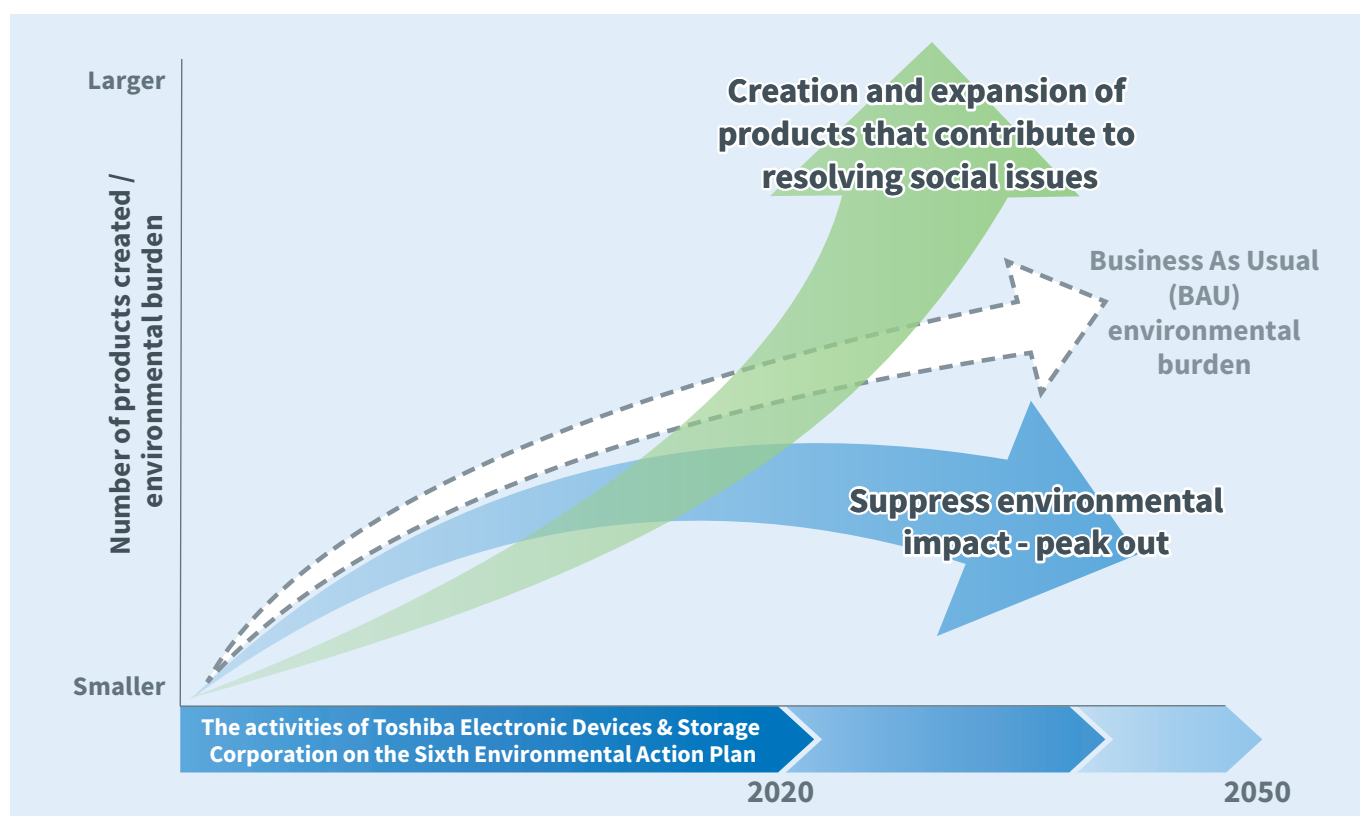 Larger
Number of products created /
environmental burden
Smaller
Creation and expansion of
products that contribute to
resolving social issues
Business As Usual
(BAU)
environmental
burden
Suppress environmental
impact - peak out
The activities of Toshiba Electronic Devices & Storage
Corporation on the Sixth Environmental Action Plan
2020
2050